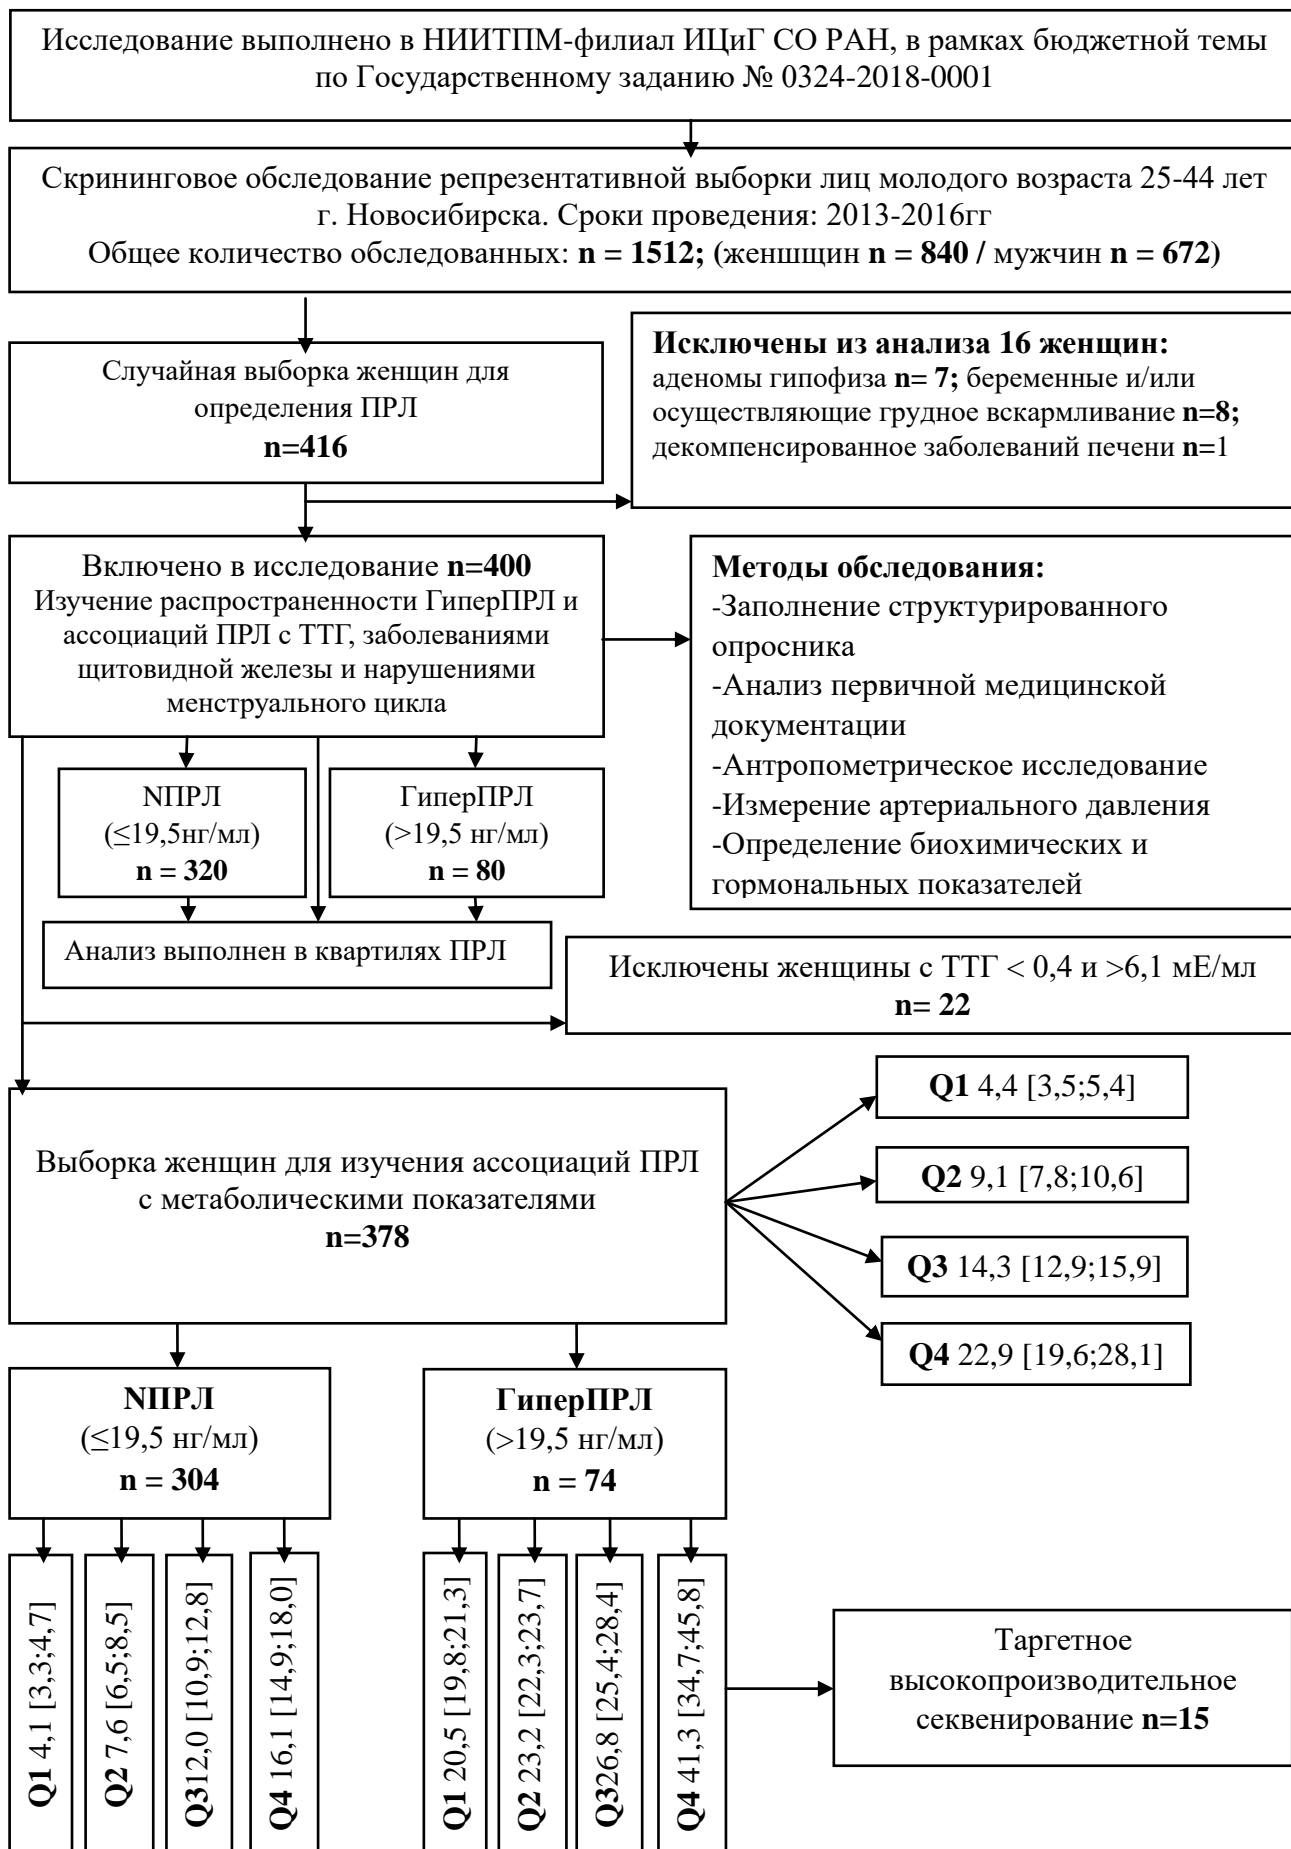 Исследование выполнено в НИИТПМ-филиал ИЦиГ СО РАН, в рамках бюджетной темы
по Государственному заданию № 0324-2018-0001
Скрининговое обследование репрезентативной выборки лиц молодого возраста 25-44 лет
г. Новосибирска. Сроки проведения: 2013-2016гг
Общее количество обследованных: n = 1512; (женшщин n = 840 / мужчин n = 672)
Случайная выборка женщин для
определения ПРЛ
n=416
Исключены из анализа 16 женщин:
аденомы гипофиза n= 7; беременные и/или
осуществляющие грудное вскармливание n=8;
декомпенсированное заболеваний печени n=1
Включено в исследование n=400
Изучение распространенности ГиперПРЛ и
ассоциаций ПРЛ с ТТГ, заболеваниями
щитовидной железы и нарушениями
менструального цикла
Методы обследования:
-Заполнение структурированного
опросника
-Анализ первичной медицинской
документации
-Антропометрическое исследование
-Измерение артериального давления
-Определение биохимических и
гормональных показателей
NПРЛ
(≤19,5нг/мл)
n = 320
ГиперПРЛ
(>19,5 нг/мл)
n = 80
Анализ выполнен в квартилях ПРЛ
Исключены женщины с ТТГ < 0,4 и >6,1 мЕ/мл
n= 22
Выборка женщин для изучения ассоциаций ПРЛ
с метаболическими показателями
n=378
Q1 4,4 [3,5;5,4]
Q2 9,1 [7,8;10,6]
Q3 14,3 [12,9;15,9]
Q4 22,9 [19,6;28,1]
NПРЛ
(≤19,5 нг/мл)
n = 304
ГиперПРЛ
(>19,5 нг/мл)
n = 74
Q1 4,1 [3,3;4,7]
Q2 7,6 [6,5;8,5]
Q312,0 [10,9;12,8]
Q4 16,1 [14,9;18,0]
Q1 20,5 [19,8;21,3]
Q2 23,2 [22,3;23,7]
Q326,8 [25,4;28,4]
Q4 41,3 [34,7;45,8]
Таргетное
высокопроизводительное
секвенирование n=15